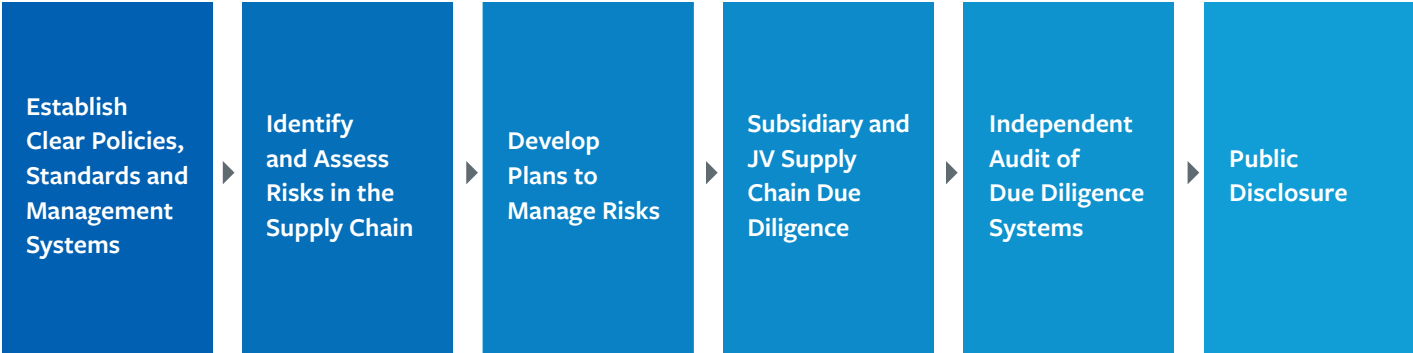 Establish
Clear Policies,
Standards and
Management
Systems
Identify
and Assess
Risks in the
Supply Chain
Develop
Plans to
Manage Risks
Subsidiary and
JV Supply
Chain Due
Diligence
Independent
Audit of
Due Diligence
Systems
Public
Disclosure